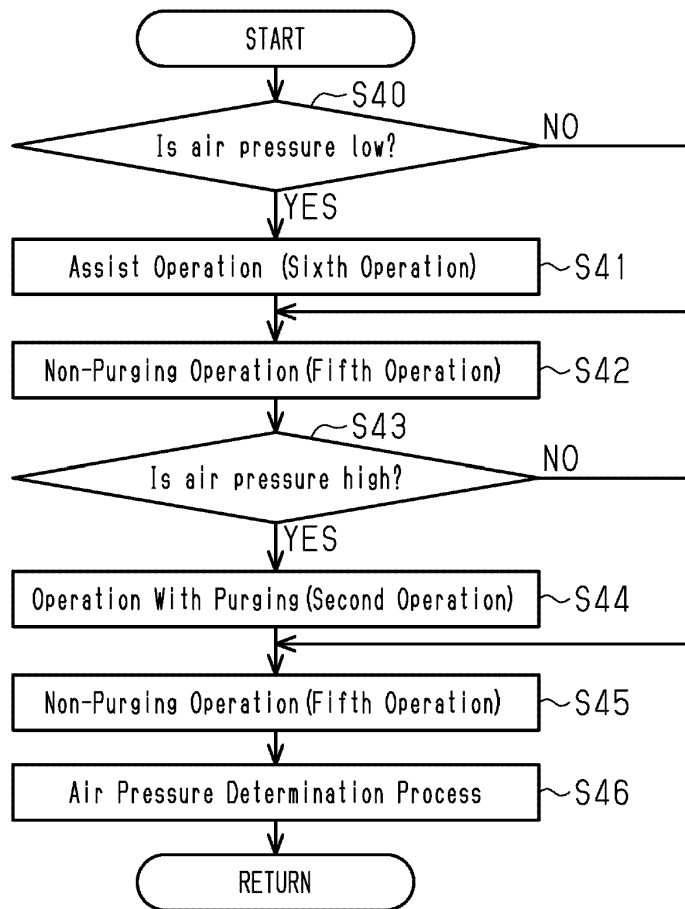 START
S40
Is air pressure low?
NO
YES
Assist Operation (Sixth Operation)
S41
Non-Purging Operation(Fifth Operation)
S42
S43
Is air pressure high?
NO
YES
Operation With Purging(Second Operation)
S44
Non-Purging Operation(Fifth Operation)
S45
Air Pressure Determination Process
S46
RETURN